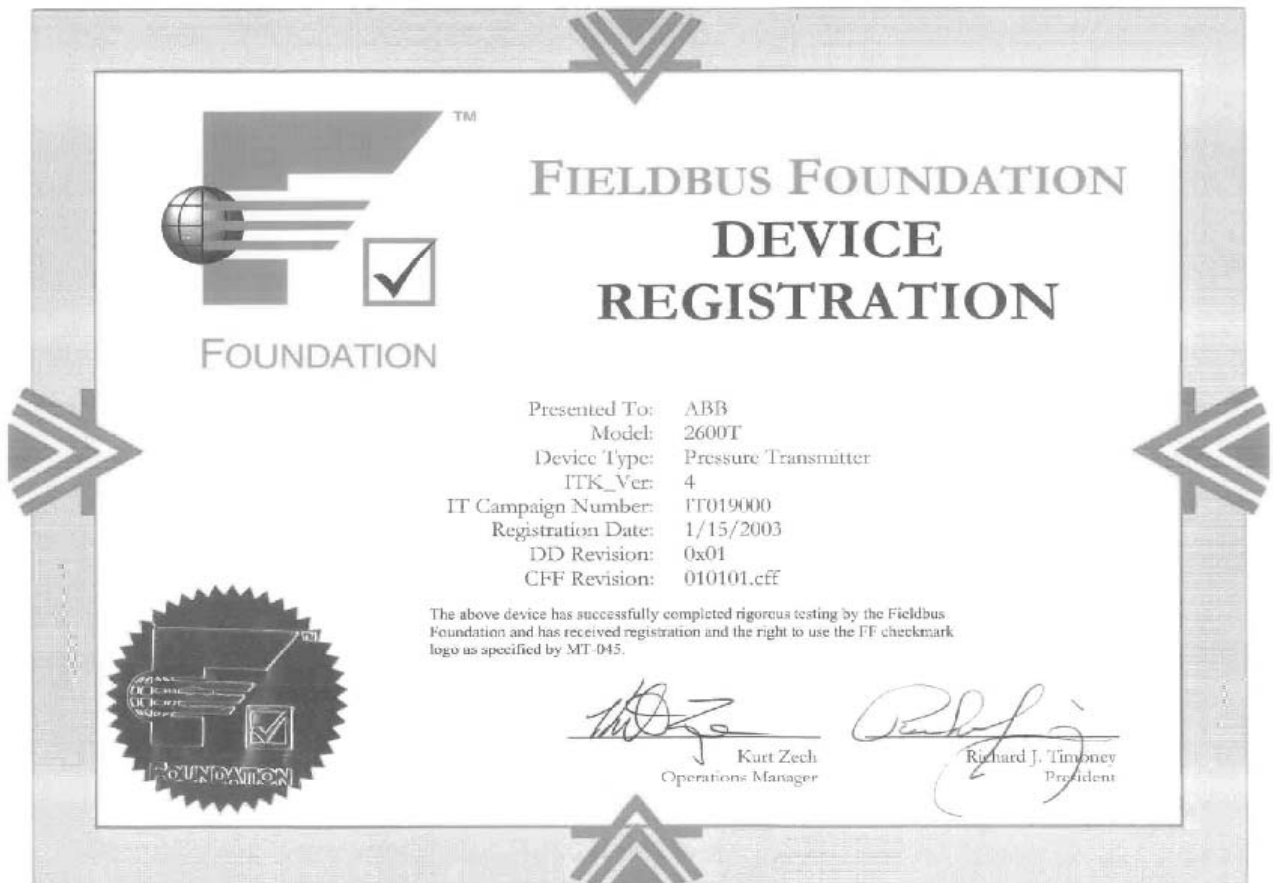 TM
FOUNDATION
FIELDBUS FOUNDATION
DEVICE
REGISTRATION
Presented To: ABB
Model: 2600T
Device Type: Pressure Transmitter
ITK_Ver: 4
IT Campaign Number: IT019000
Registration Date: 1/15/2003
DD Revision: 0x01
CFF Revision: 010101.cff
The above device has successfully completed rigorous testing by the Fieldbus
Foundation and has received registration and the right to use the FF checkmark
logo as specified by MT-045.
Kurt Zech
Operations Manager
Richard J. Timoney
President
TM
FOUNDATION